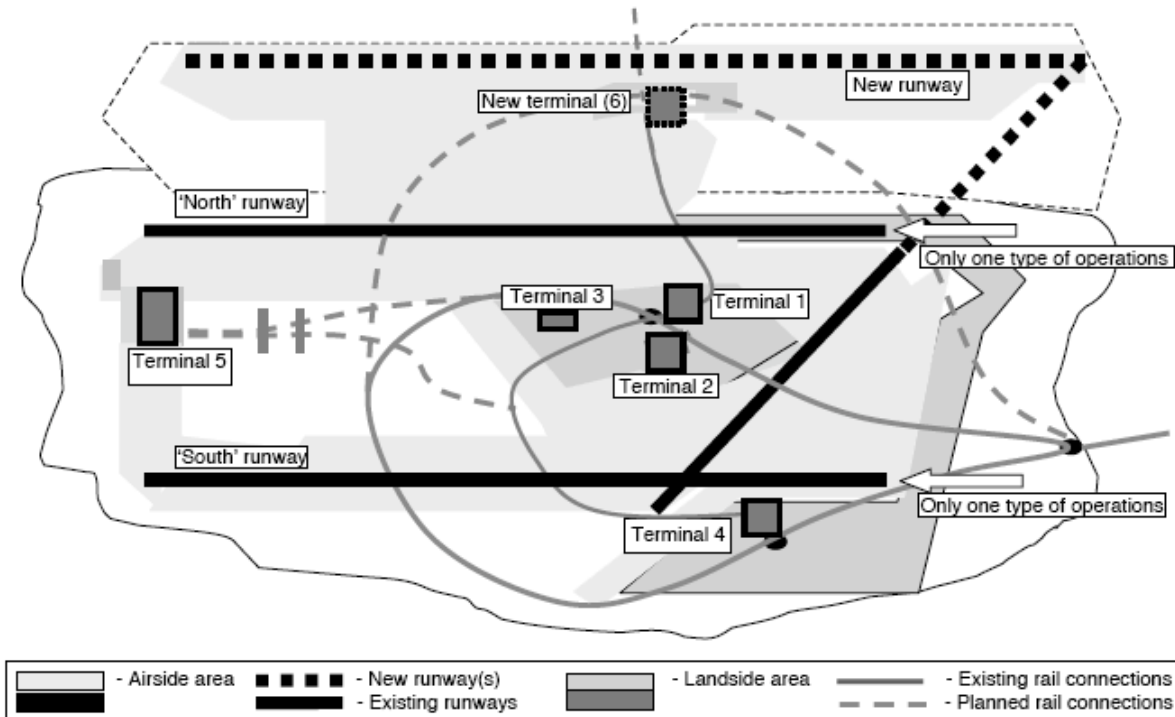 New runway
New terminal (6)
'North' runway
Only one type of operations
Terminal 3
Terminal 1
Terminal 5
Terminal 2
'South' runway
Only one type of operations
Terminal 4
- Airside area
- New runway(s)
- Landside area
- Existing rail connections
- Existing runways
- Planned rail connections